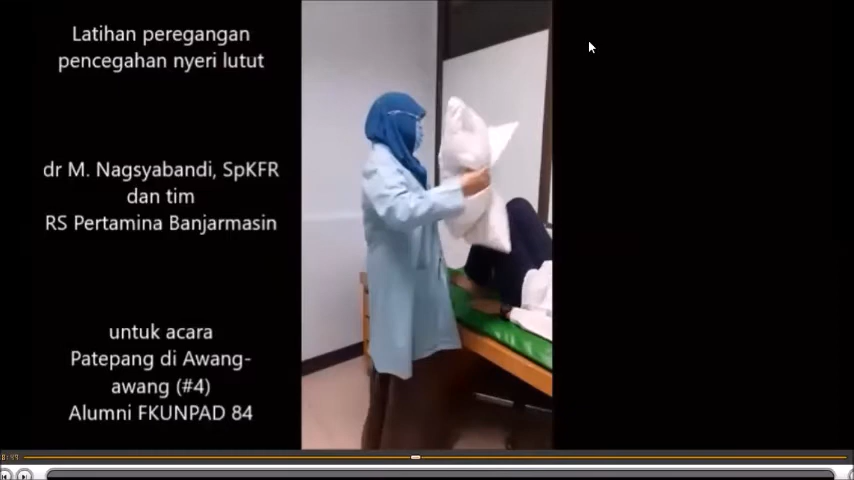 Latihan peregangan
pencegahan nyeri lutut
dr M. Nagsyabandi, SpKFR
dan tim
RS Pertamina Banjarmasin
untuk acara
Patepang di Awang-
awang (#4)
Alumni FKUNPAD 84